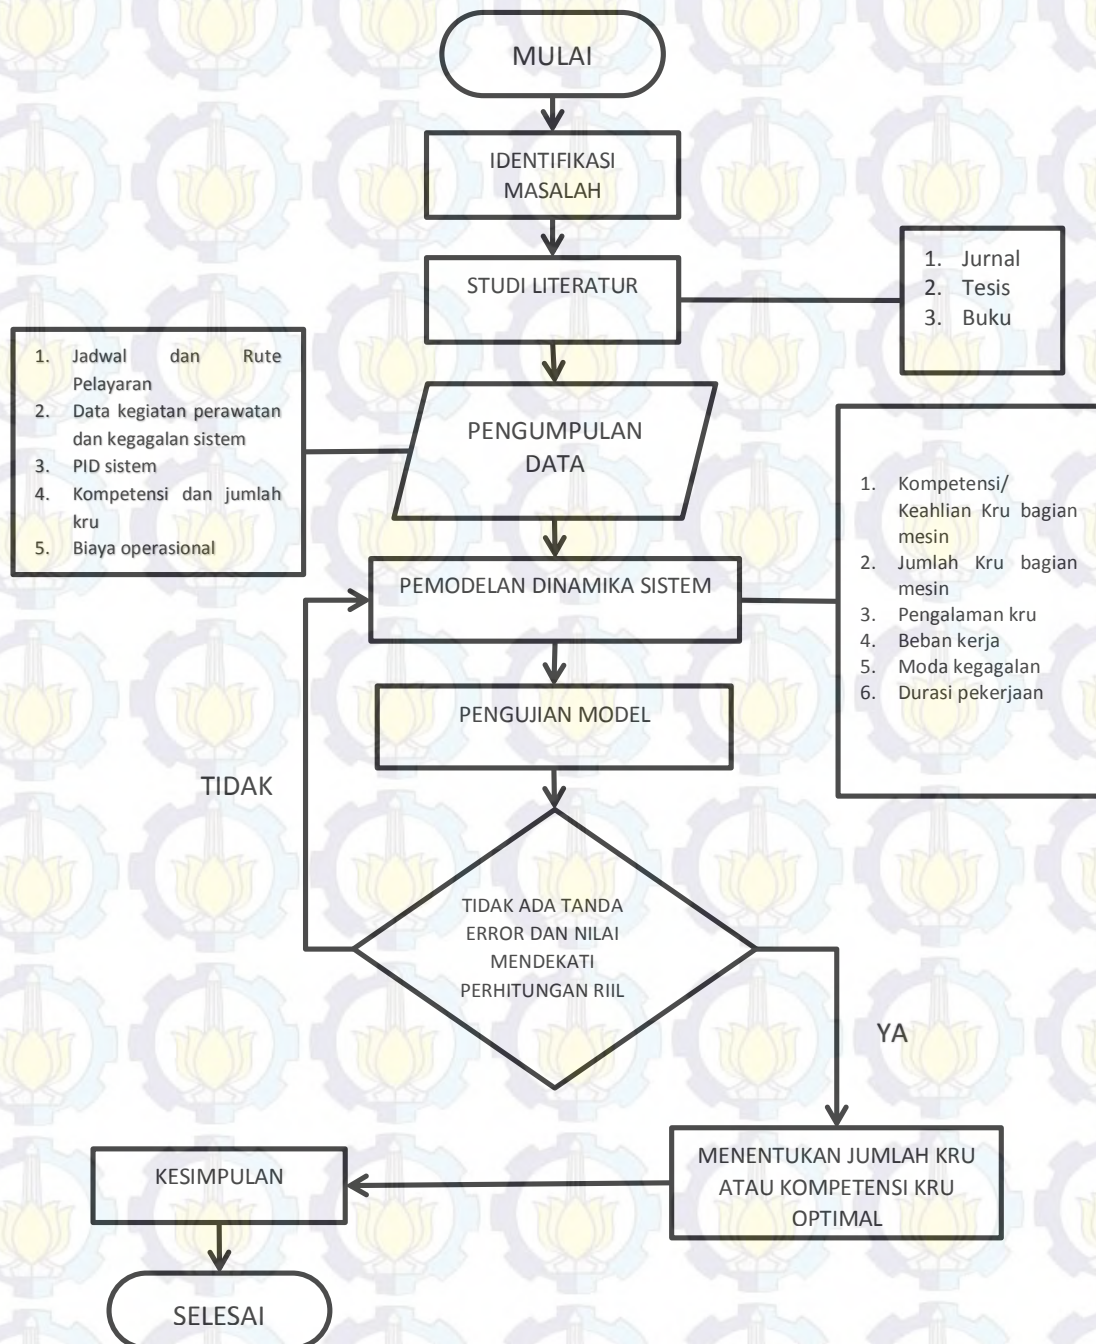 MULAI
IDENTIFIKASI
MASALAH
STUDI LITERATUR
1. Jurnal
2. Tesis
3. Buku
1. Jadwal dan Rute
Pelayaran
2. Data kegiatan perawatan
dan kegagalan sistem
3. PID sistem
4. Kompetensi dan jumlah
kru
5. Biaya operasional
PENGUMPULAN
DATA
1. Kompetensi/
Keahlian Kru bagian
mesin
2. Jumlah Kru bagian
mesin
3. Pengalaman kru
4. Beban kerja
5. Moda kegagalan
6. Durasi pekerjaan
PEMODELAN DINAMIKA SISTEM
PENGUJIAN MODEL
TIDAK
TIDAK ADA TANDA
ERROR DAN NILAI
MENDEKATI
PERHITUNGAN RIIL
YA
MENENTUKAN JUMLAH KRU
ATAU KOMPETENSI KRU
OPTIMAL
KESIMPULAN
SELESAI